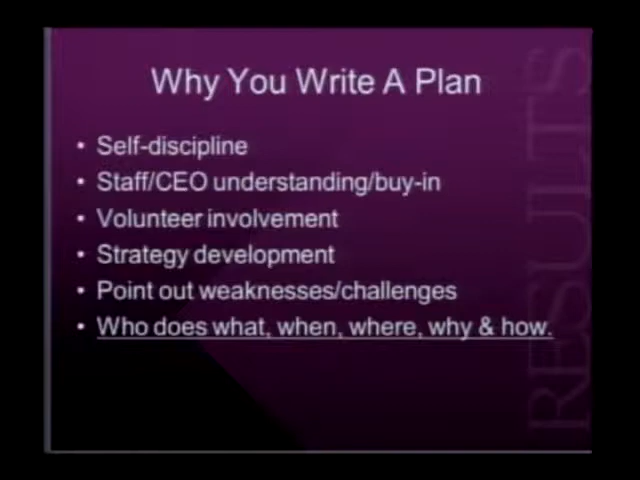 Why You Write A Plan
• Self-discipline
• Staff/CEO understanding/buy-in
• Volunteer involvement
• Strategy development
• Point out weaknesses/challenges
• Who does what, when, where, why & how.
RESULTS